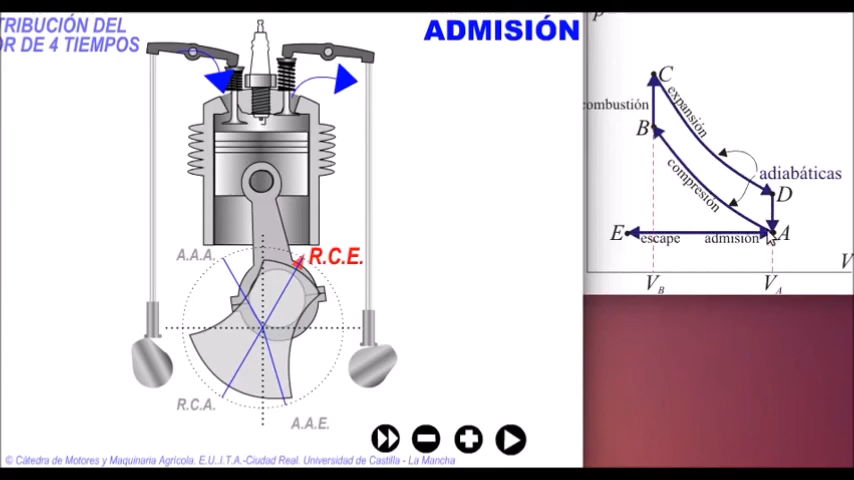 TRIBUCIÓN DEL
OR DE 4 TIEMPOS
ADMISIÓN
P
C
combustión
expansión
B
adiabáticas
compresión
D
E
escape
admisión
A
V
V_B
V_A
A.A.A.
R.C.E.
R.C.A.
A.A.E.
© Cátedra de Motores y Maquinaria Agrícola. E.U..I.T.A.-Ciudad Real. Universidad de Castilla - La Mancha